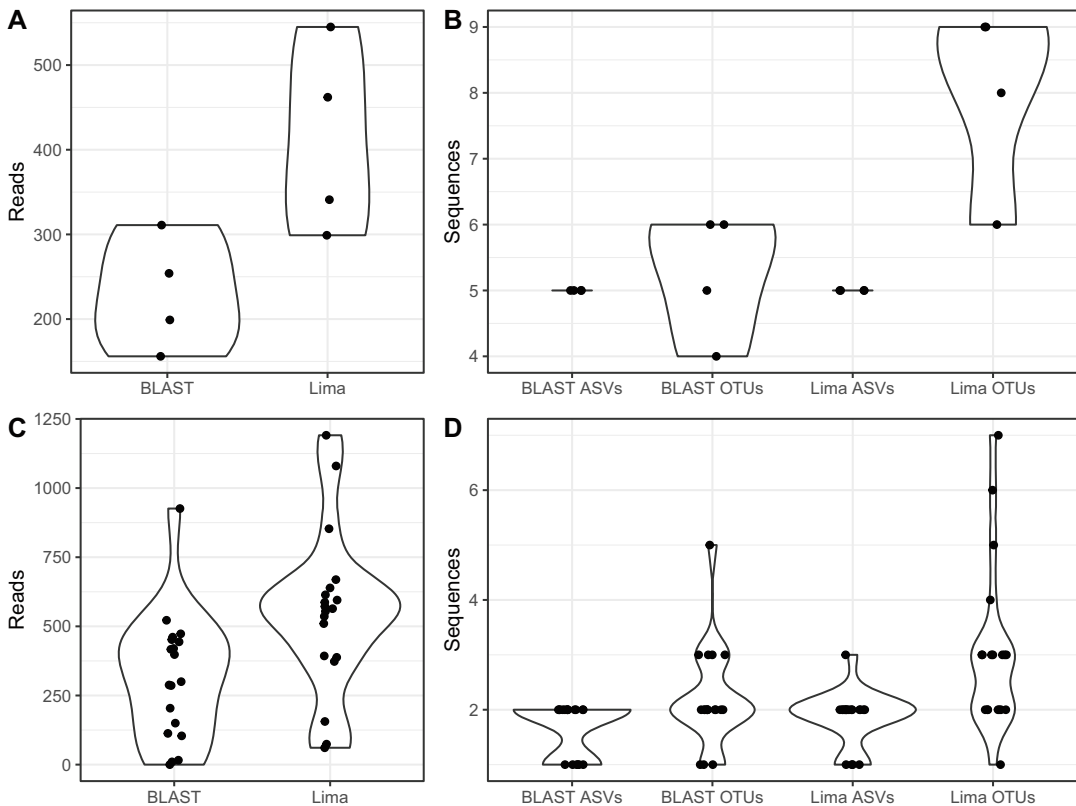 A
B
Reads
500
400
300
200
BLAST
Lima
Sequences
9
8
7
6
5
4
BLAST ASVs
BLAST OTUs
Lima ASVs
Lima OTUs
C
D
Reads
1250
1000
750
500
250
0
BLAST
Lima
Sequences
6
4
2
BLAST ASVs
BLAST OTUs
Lima ASVs
Lima OTUs